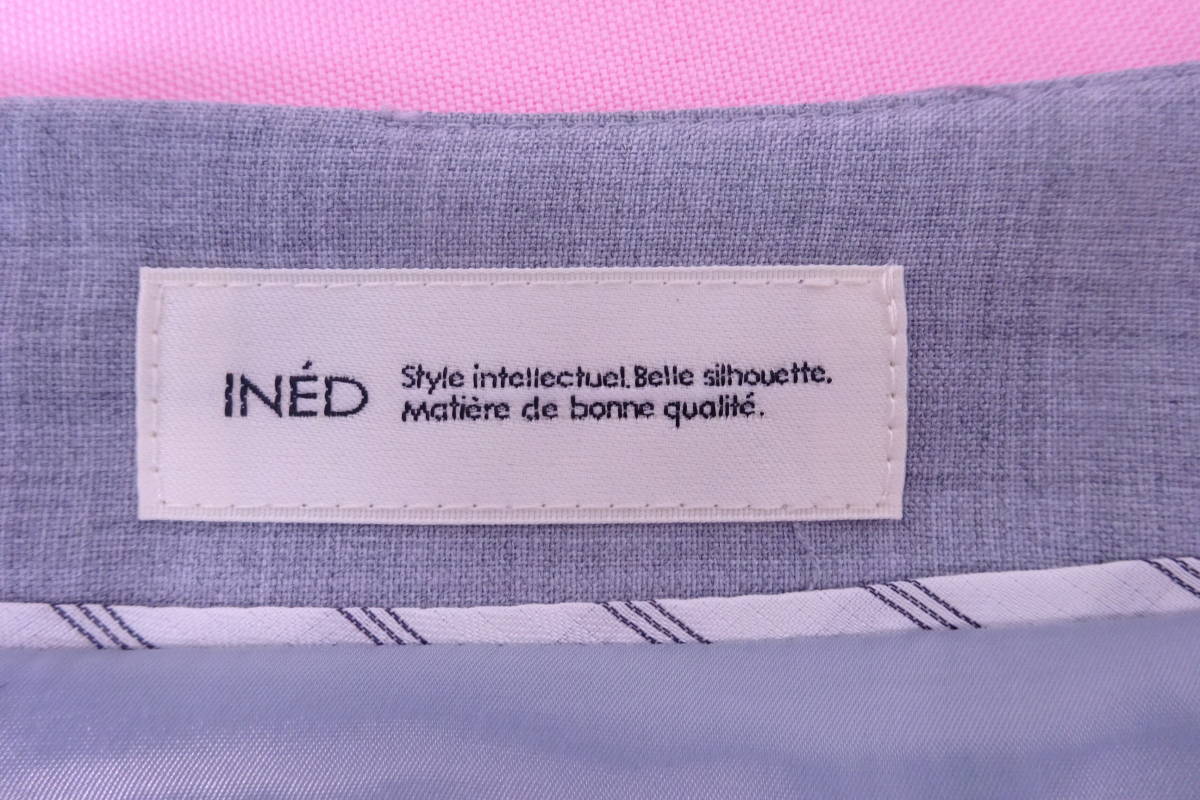 INÉD
Style intellectuel. Belle silhouette.
Matière de bonne qualité.